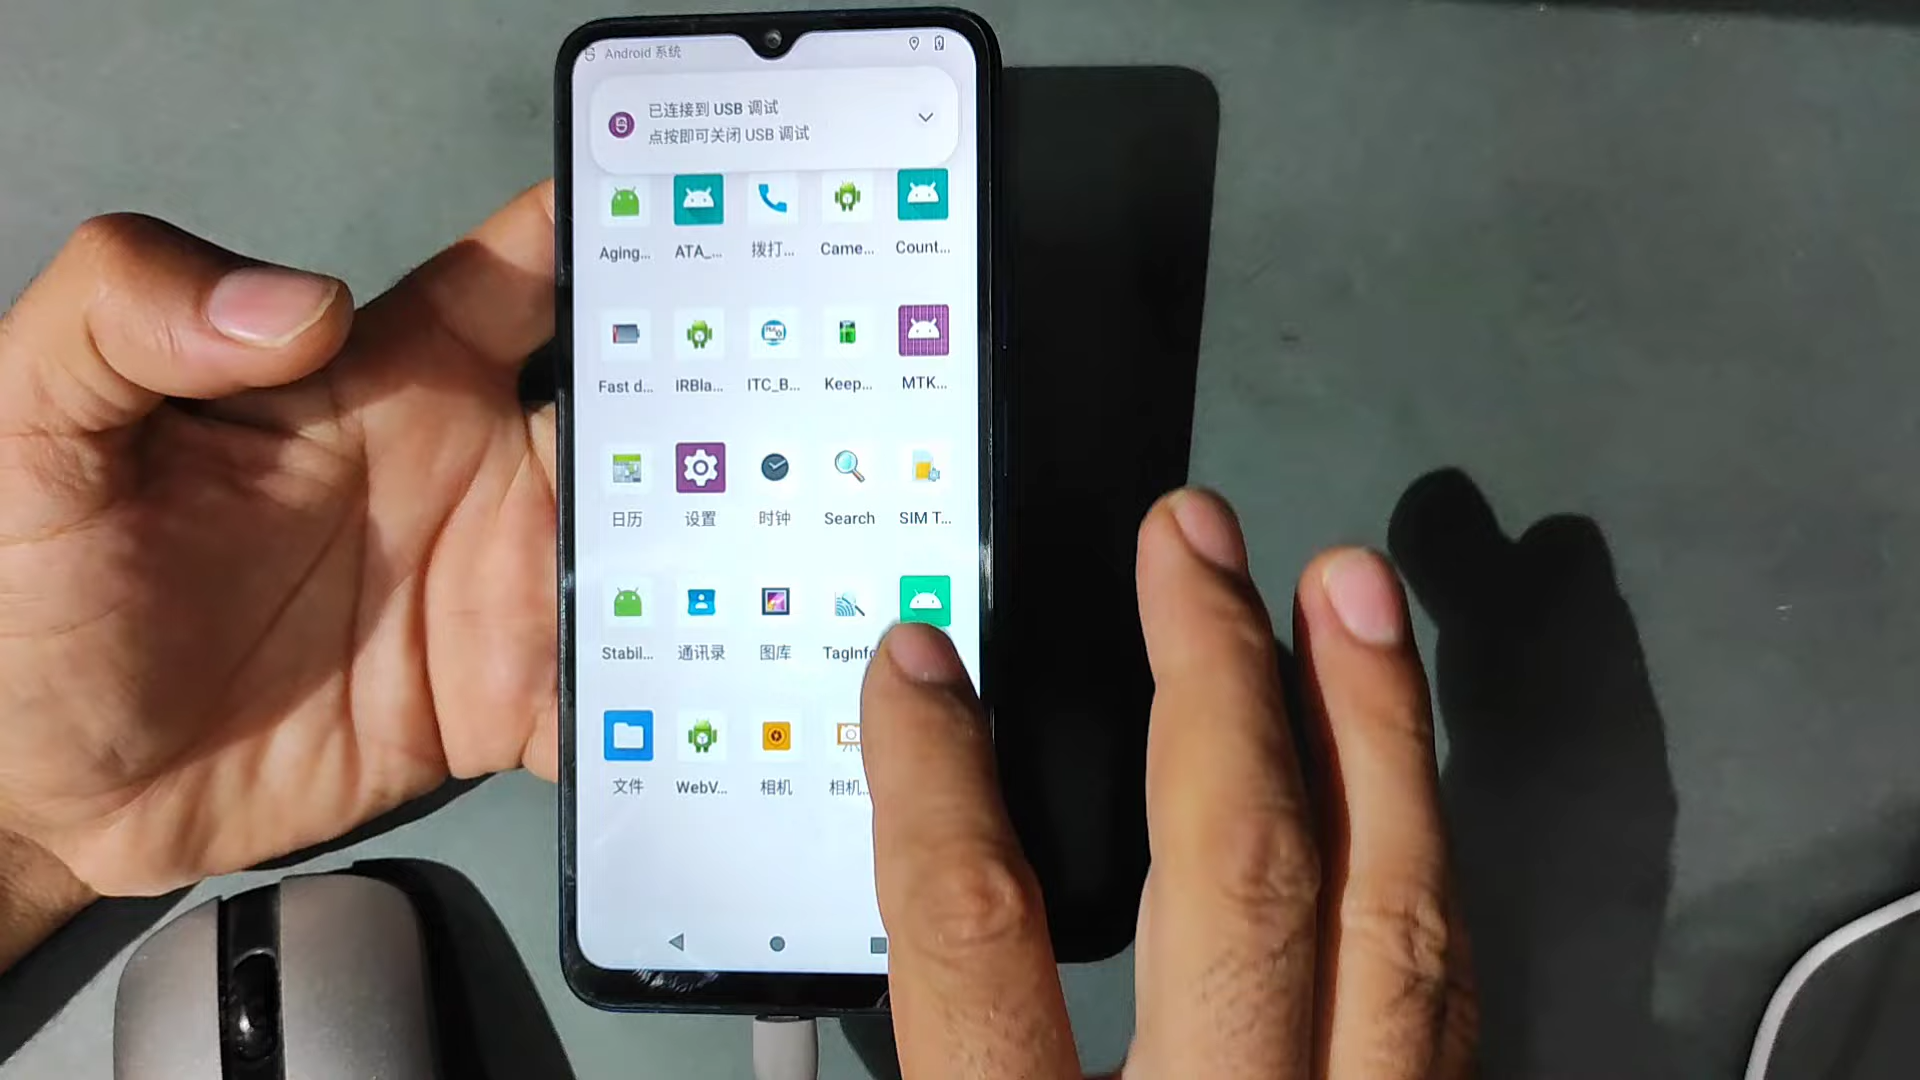 Android 系统
已连接到 USB 调试
点按即可关闭 USB 调试
Aging... ATA_... 拨打... Came... Count...
Fast d... IRBla... ITC_B... Keep... MTK...
日历 设置 时钟 Search SIM T...
Stabil... 通讯录 图库 TagInfo
文件 WebV... 相机 相机...